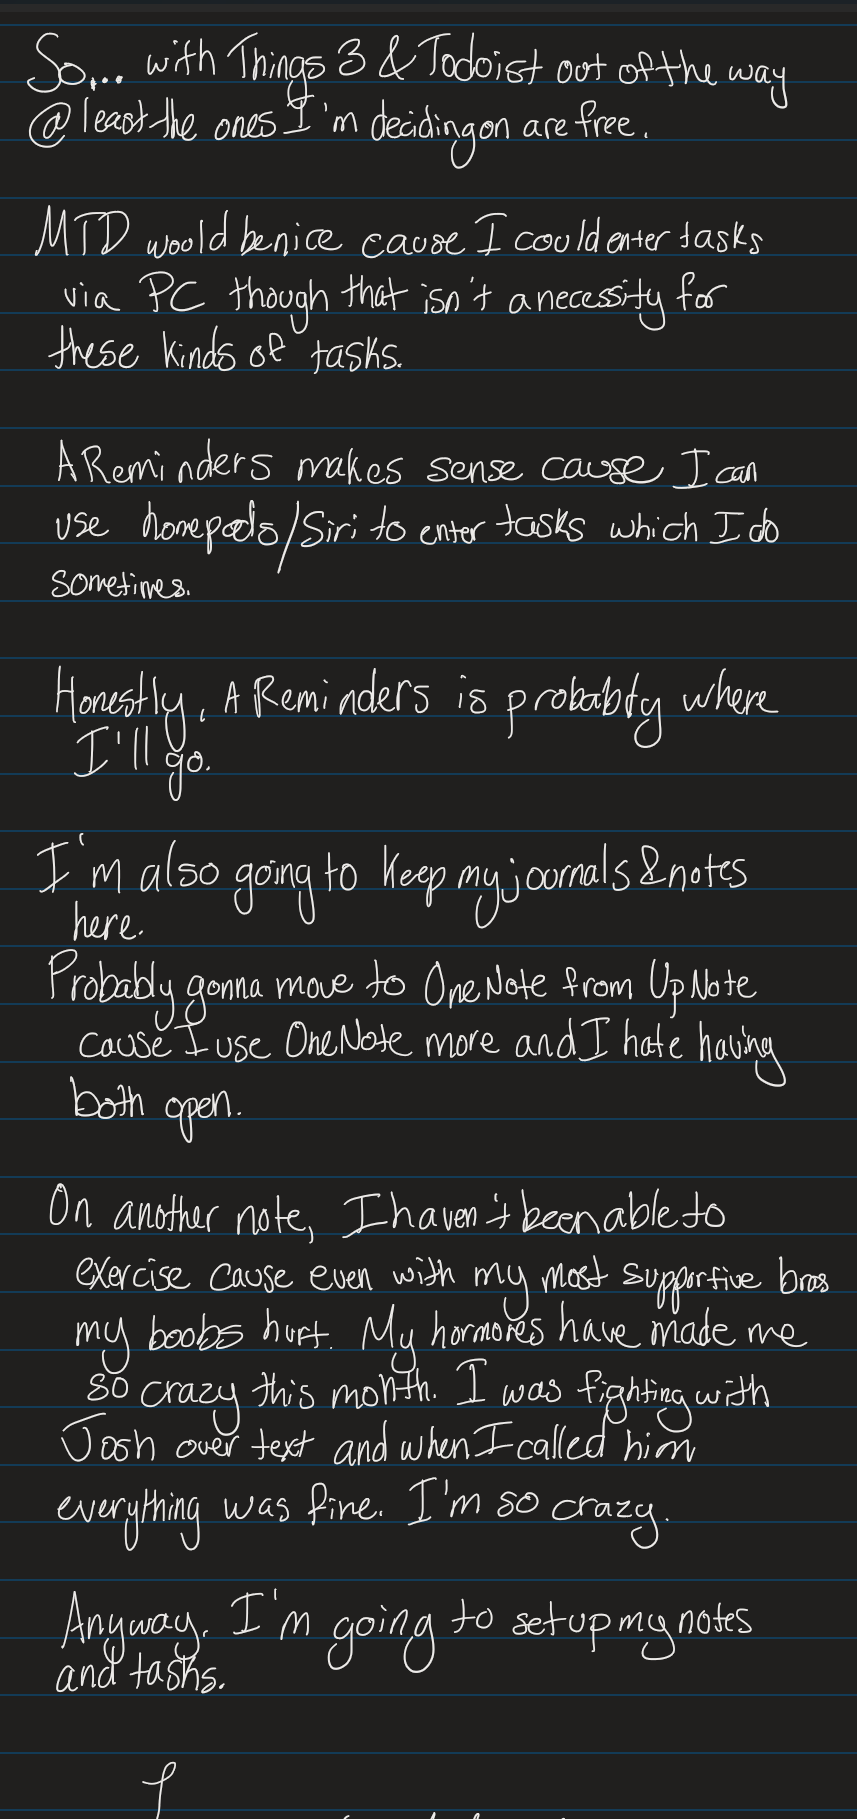 So... with Things 3 & Todoist out of the way
@ least the ones I'm deciding on are free.
MTD would be nice cause I could enter tasks
via PC though that isn't a necessity for
these kinds of tasks.
A Reminders makes sense cause I can
use homepods/Siri to enter tasks which I do
sometimes.
Honestly, A Reminders is probably where
I'll go.
I'm also going to keep my journals & notes
here.
Probably gonna move to OneNote from UpNote
cause I use OneNote more and I hate having
both open.
On another note, I haven't been able to
exercise cause even with my most supportive bras
my boobs hurt. My hormones have made me
so crazy this month. I was fighting with
Josh over text and when I called him
everything was fine. I'm so crazy.
Anyway, I'm going to set up my notes
and tasks.